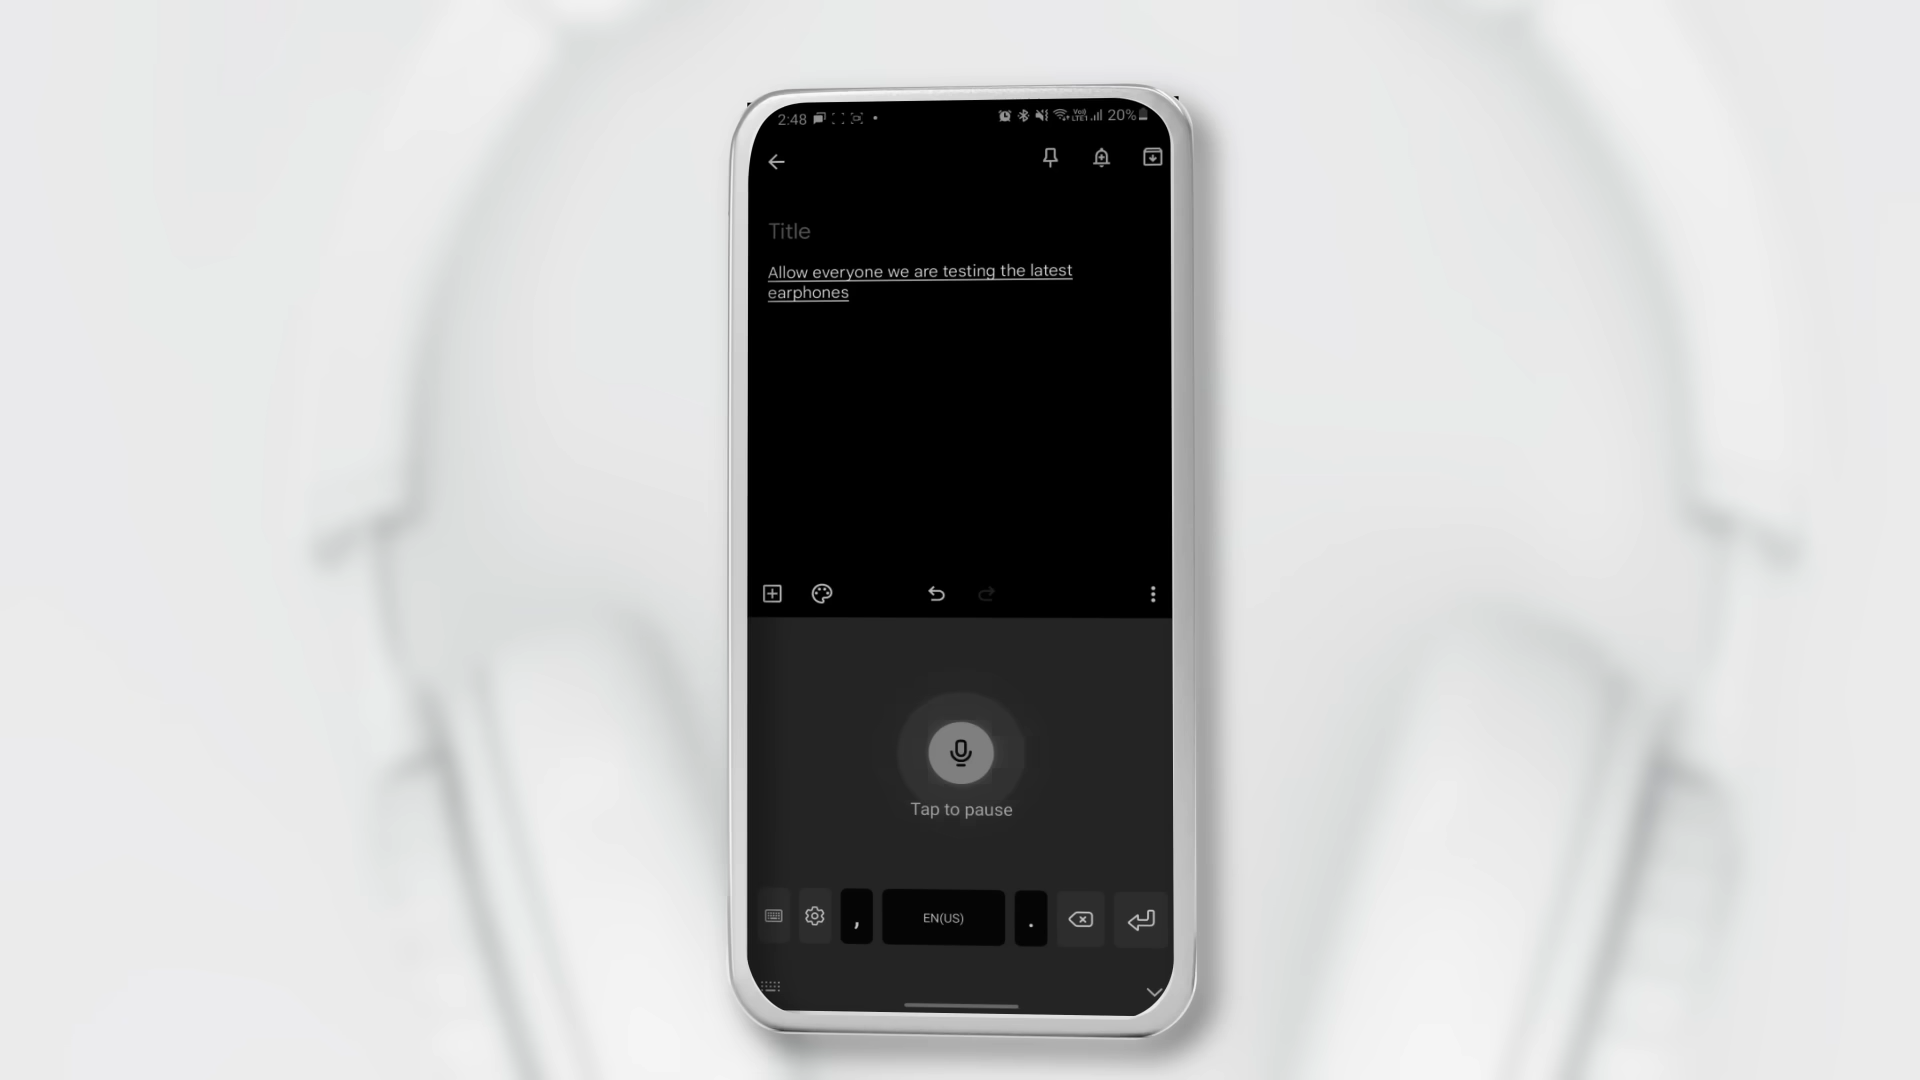 2:48 20%
Title
Allow everyone we are testing the latest
earphones
Tap to pause
, EN(US) .